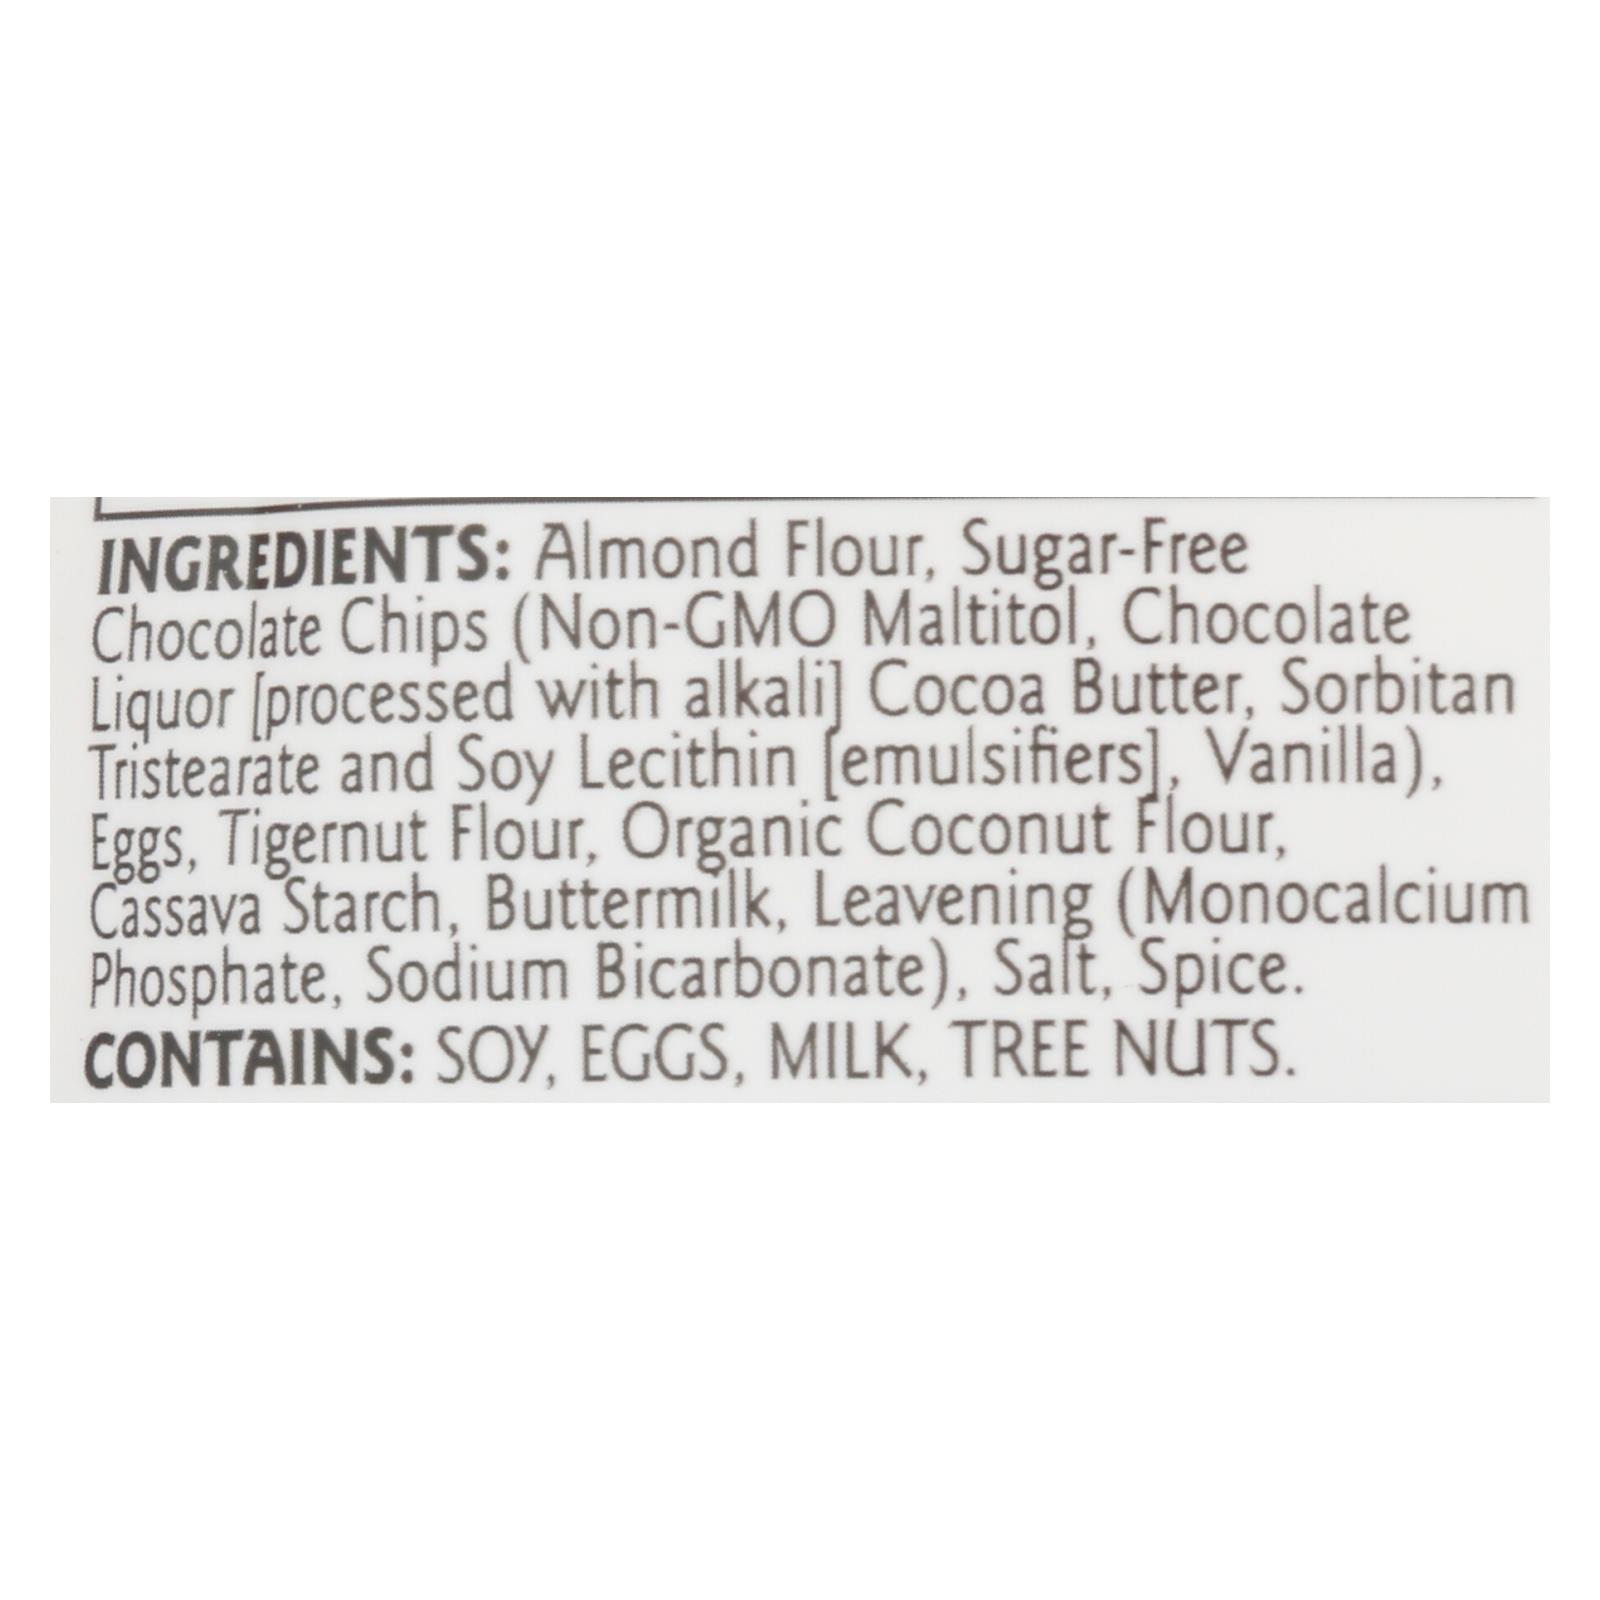 INGREDIENTS: Almond Flour, Sugar-Free
Chocolate Chips (Non-GMO Maltitol, Chocolate
Liquor [processed with alkali] Cocoa Butter, Sorbitan
Tristearate and Soy Lecithin [emulsifiers], Vanilla),
Eggs, Tigernut Flour, Organic Coconut Flour,
Cassava Starch, Buttermilk, Leavening (Monocalcium
Phosphate, Sodium Bicarbonate), Salt, Spice.
CONTAINS: SOY, EGGS, MILK, TREE NUTS.